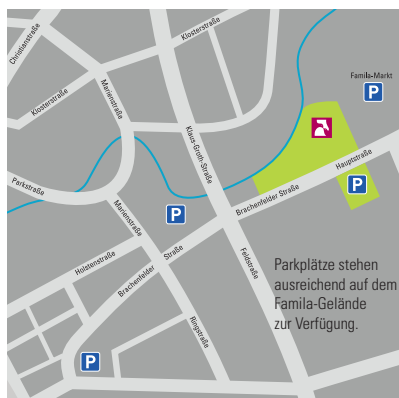 Christianstraße
Klosterstraße
Klosterstraße
Marienstraße
Famila-Markt
P
Klaus-Groth-Straße
Hauptstraße
P
Parkstraße
Marienstraße
P
Brachenfelder Straße
Holstenstraße
Brachenfelder Straße
Feldstraße
Parkplätze stehen
ausreichend auf dem
Famila-Gelände
zur Verfügung.
Ringstraße
P